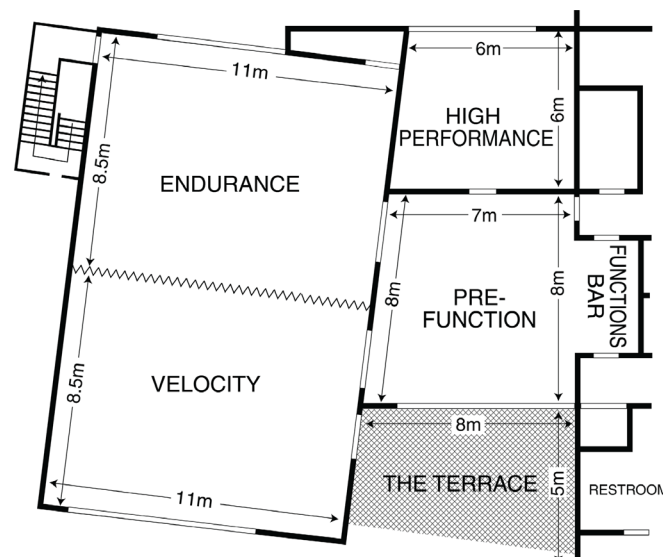 6m
11m
HIGH
PERFORMANCE
6m
8.5m
ENDURANCE
7m
8m
PRE-
FUNCTION
8m
FUNCTIONS
BAR
VELOCITY
8.5m
8m
THE TERRACE
5m
RESTROOM
11m